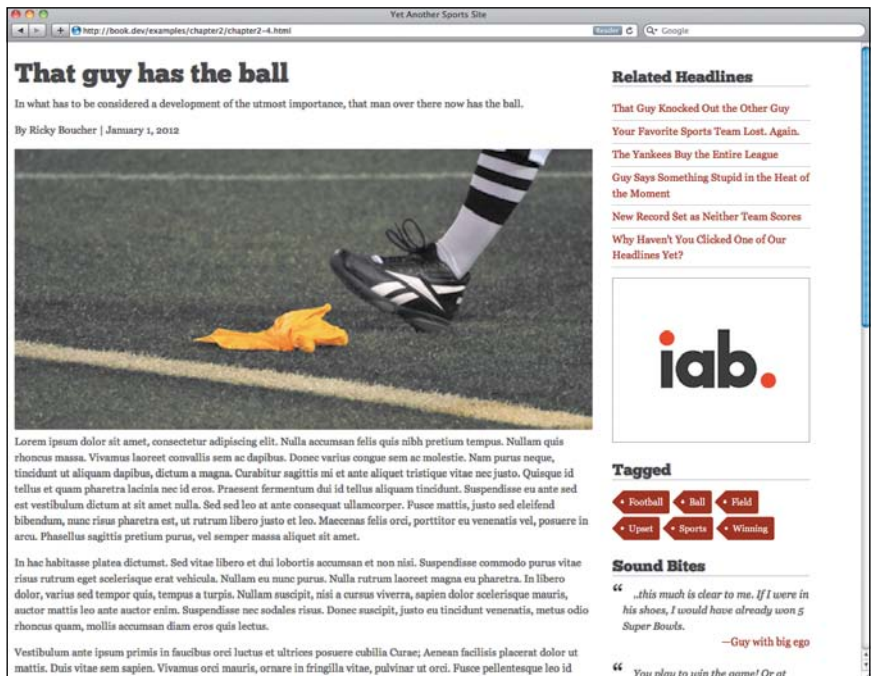 Yet Another Sports Site
http://book.dev/examples/chapter2/chapter2-4.html
Reader
Google
That guy has the ball
In what has to be considered a development of the utmost importance, that man over there now has the ball.
By Ricky Boucher | January 1, 2012
Lorem ipsum dolor sit amet, consectetur adipiscing elit. Nulla accumsan felis quis nibh pretium tempus. Nullam quis
rhoncus massa. Vivamus laoreet convallis sem ac dapibus. Donec varius congue sem ac molestie. Nam purus neque,
tincidunt ut aliquam dapibus, dictum a magna. Curabitur sagittis mi et ante aliquet tristique vitae nec justo. Quisque id
tellus et quam pharetra lacinia nec id eros. Praesent fermentum dui id tellus aliquam tincidunt. Suspendisse eu ante sed
est vestibulum dictum at sit amet nulla. Sed sed leo at ante consequat ullamcorper. Fusce mattis, justo sed eleifend
bibendum, nunc risus pharetra est, ut rutrum libero justo et leo. Maecenas felis orci, porttitor eu venenatis vel, posuere in
arcu. Phasellus sagittis pretium purus, vel semper massa aliquet sit amet.
In hac habitasse platea dictumst. Sed vitae libero et dui lobortis accumsan et non nisi. Suspendisse commodo purus vitae
risus rutrum eget scelerisque erat vehicula. Nullam eu nunc purus. Nulla rutrum laoreet magna eu pharetra. In libero
dolor, varius sed tempor quis, tempus a turpis. Nullam suscipit, nisi a cursus viverra, sapien dolor scelerisque mauris,
auctor mattis leo ante auctor enim. Suspendisse nec sodales risus. Donec suscipit, justo eu tincidunt venenatis, metus odio
rhoncus quam, mollis accumsan diam eros quis lectus.
Vestibulum ante ipsum primis in faucibus orci luctus et ultrices posuere cubilia Curae; Aenean facilisis placerat dolor ut
mattis. Duis vitae sem sapien. Vivamus orci mauris, ornare in fringilla vitae, pulvinar ut orci. Fusce pellentesque leo id
Related Headlines
That Guy Knocked Out the Other Guy
Your Favorite Sports Team Lost. Again.
The Yankees Buy the Entire League
Guy Says Something Stupid in the Heat of
the Moment
New Record Set as Neither Team Scores
Why Haven't You Clicked One of Our
Headlines Yet?
iab.
Tagged
Football Ball Field
Upset Sports Winning
Sound Bites
“ ..this much is clear to me. If I were in
his shoes, I would have already won 5
Super Bowls.
—Guy with big ego
“ You play to win the game! Or at